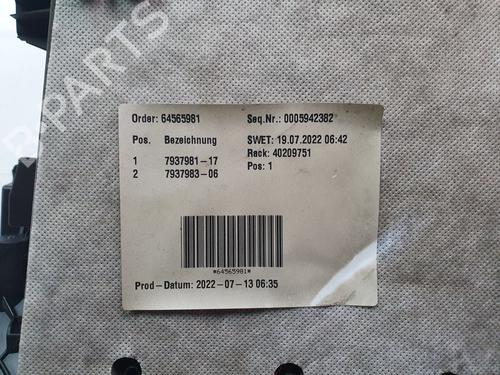 B-PARTS
Order: 64565981 Seq.Nr.: 0005942382
Pos. Bezeichnung SWET: 19.07.2022 06:42
1 7937981-17 Rack: 40209751
2 7937983-06 Pos: 1
*64565981*
Prod-Datum: 2022-07-13 06:35